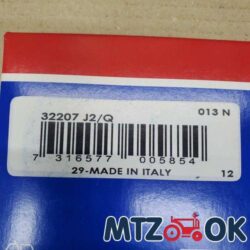 32207 J2/Q
013 N
7 316577 005854
29-MADE IN ITALY
12
MTZ OK